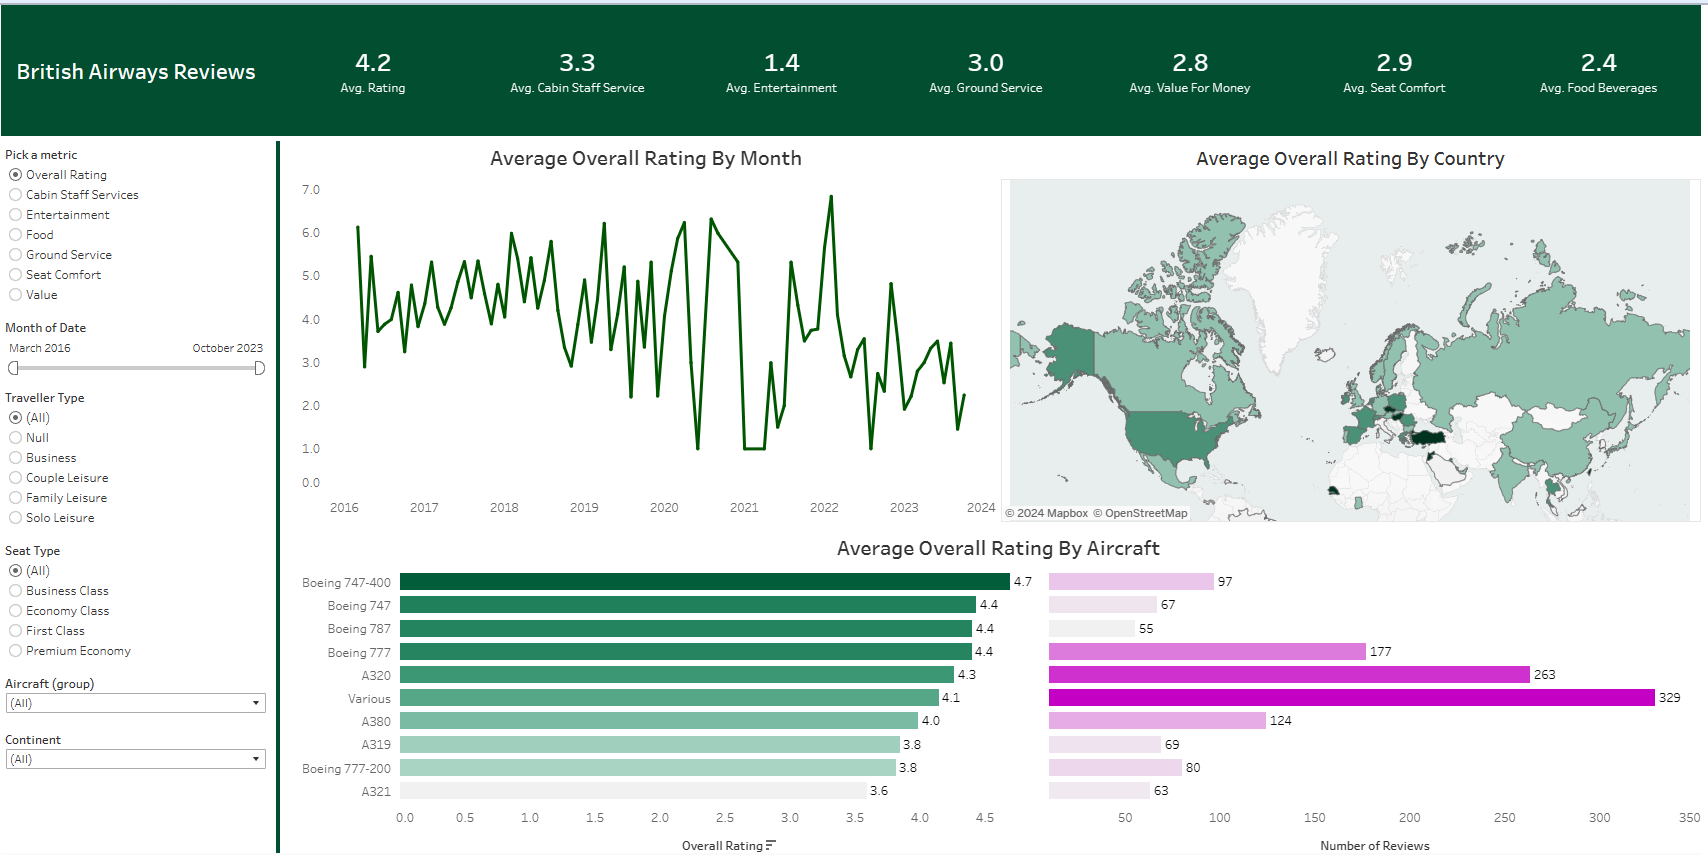 British Airways Reviews
4.2
Avg. Rating
3.3
Avg. Cabin Staff Service
1.4
Avg. Entertainment
3.0
Avg. Ground Service
2.8
Avg. Value For Money
2.9
Avg. Seat Comfort
2.4
Avg. Food Beverages
Pick a metric
Overall Rating
Cabin Staff Services
Entertainment
Food
Ground Service
Seat Comfort
Value
Month of Date
March 2016 October 2023
Traveller Type
(All)
Null
Business
Couple Leisure
Family Leisure
Solo Leisure
Seat Type
(All)
Business Class
Economy Class
First Class
Premium Economy
Aircraft (group)
(All)
Continent
(All)
Average Overall Rating By Month
7.0
6.0
5.0
4.0
3.0
2.0
1.0
0.0
2016 2017 2018 2019 2020 2021 2022 2023 2024
Average Overall Rating By Country
© 2024 Mapbox © OpenStreetMap
Average Overall Rating By Aircraft
Boeing 747-400 4.7 97
Boeing 747 4.4 67
Boeing 787 4.4 55
Boeing 777 4.4 177
A320 4.3 263
Various 4.1 329
A380 4.0 124
A319 3.8 69
Boeing 777-200 3.8 80
A321 3.6 63
0.0 0.5 1.0 1.5 2.0 2.5 3.0 3.5 4.0 4.5 50 100 150 200 250 300 350
Overall Rating Number of Reviews